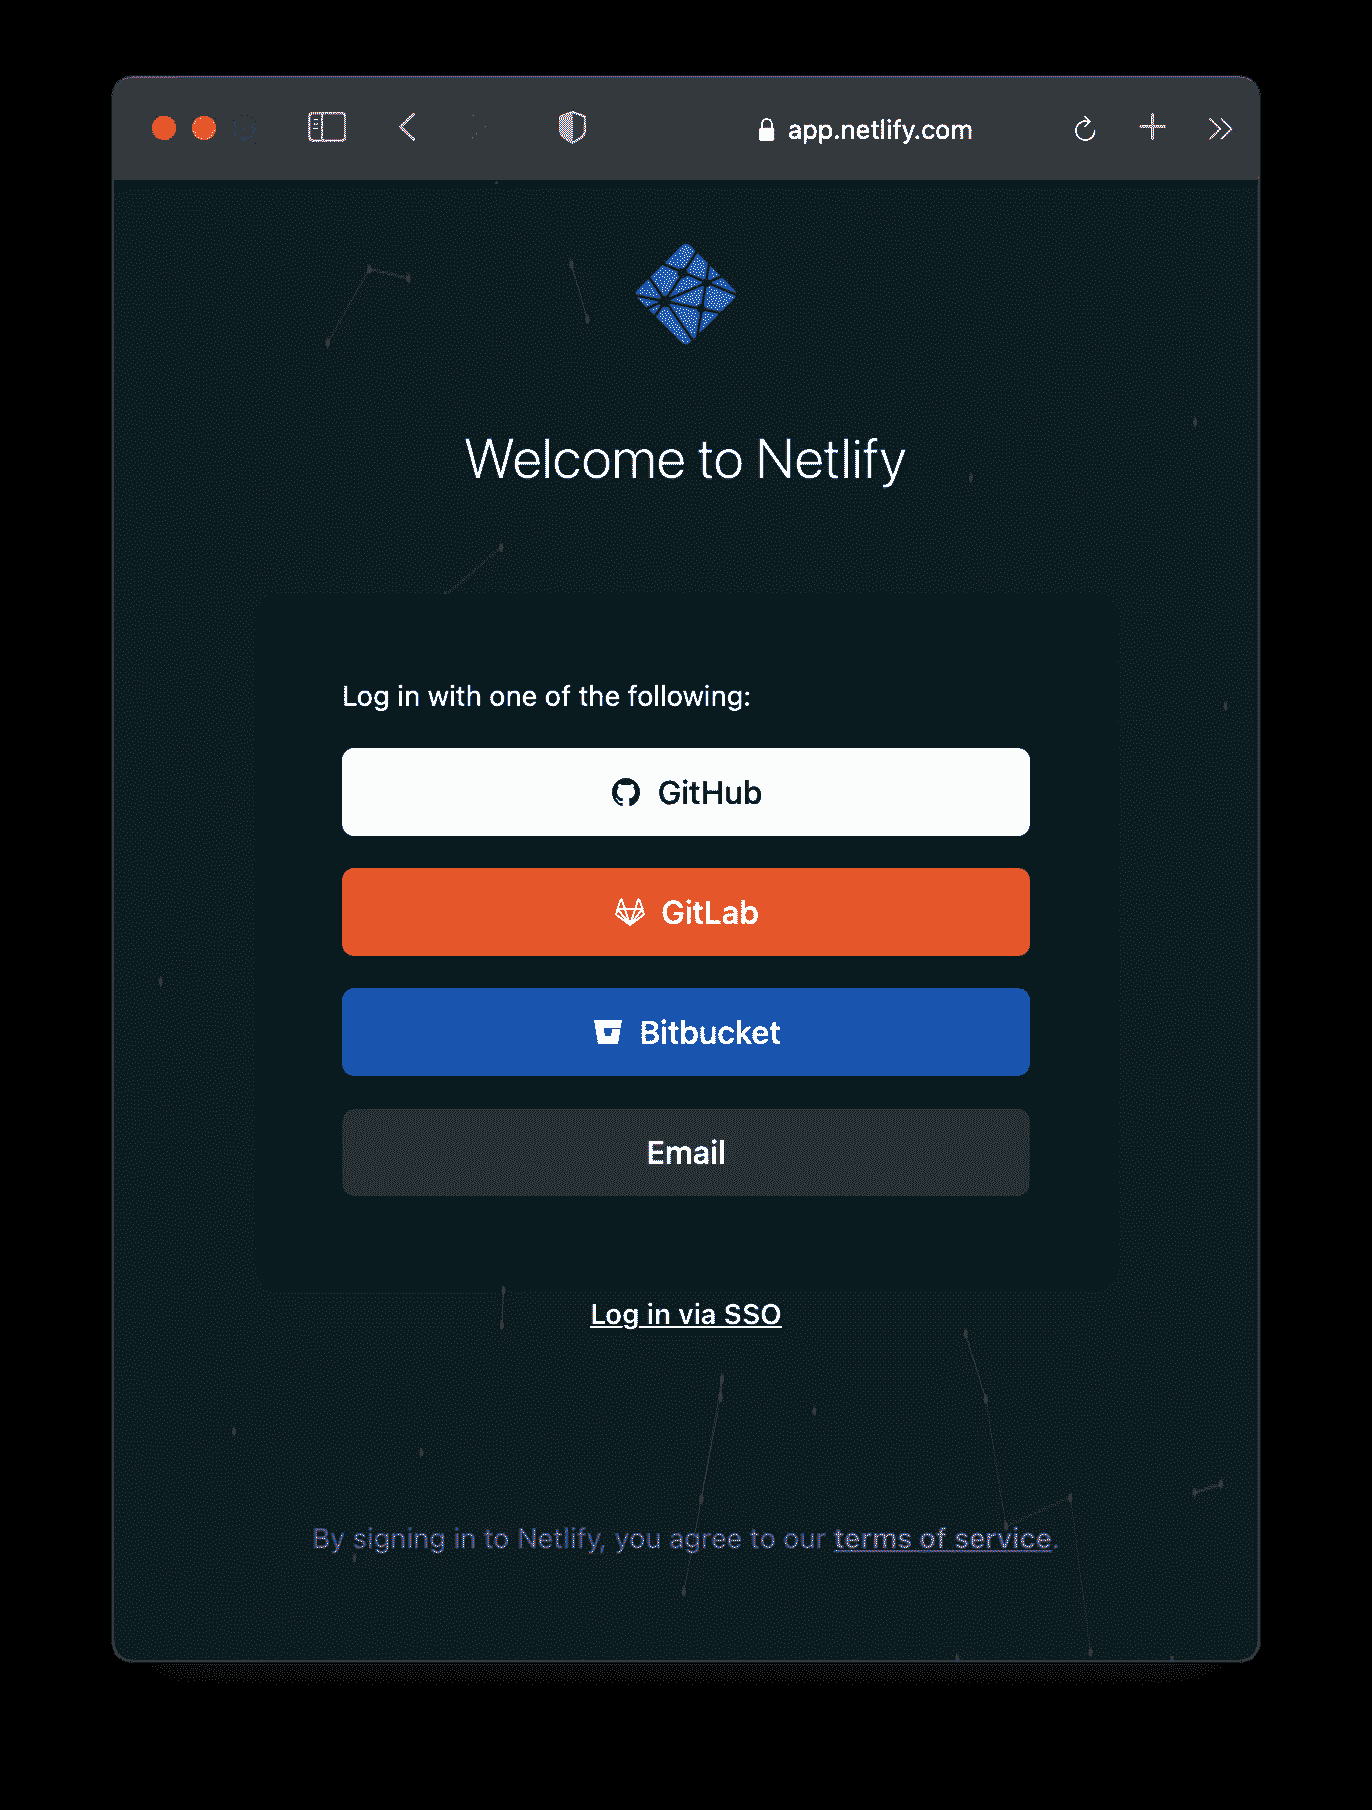 app.netlify.com
Welcome to Netlify
Log in with one of the following:
GitHub
GitLab
Bitbucket
Email
Log in via SSO
By signing in to Netlify, you agree to our terms of service.